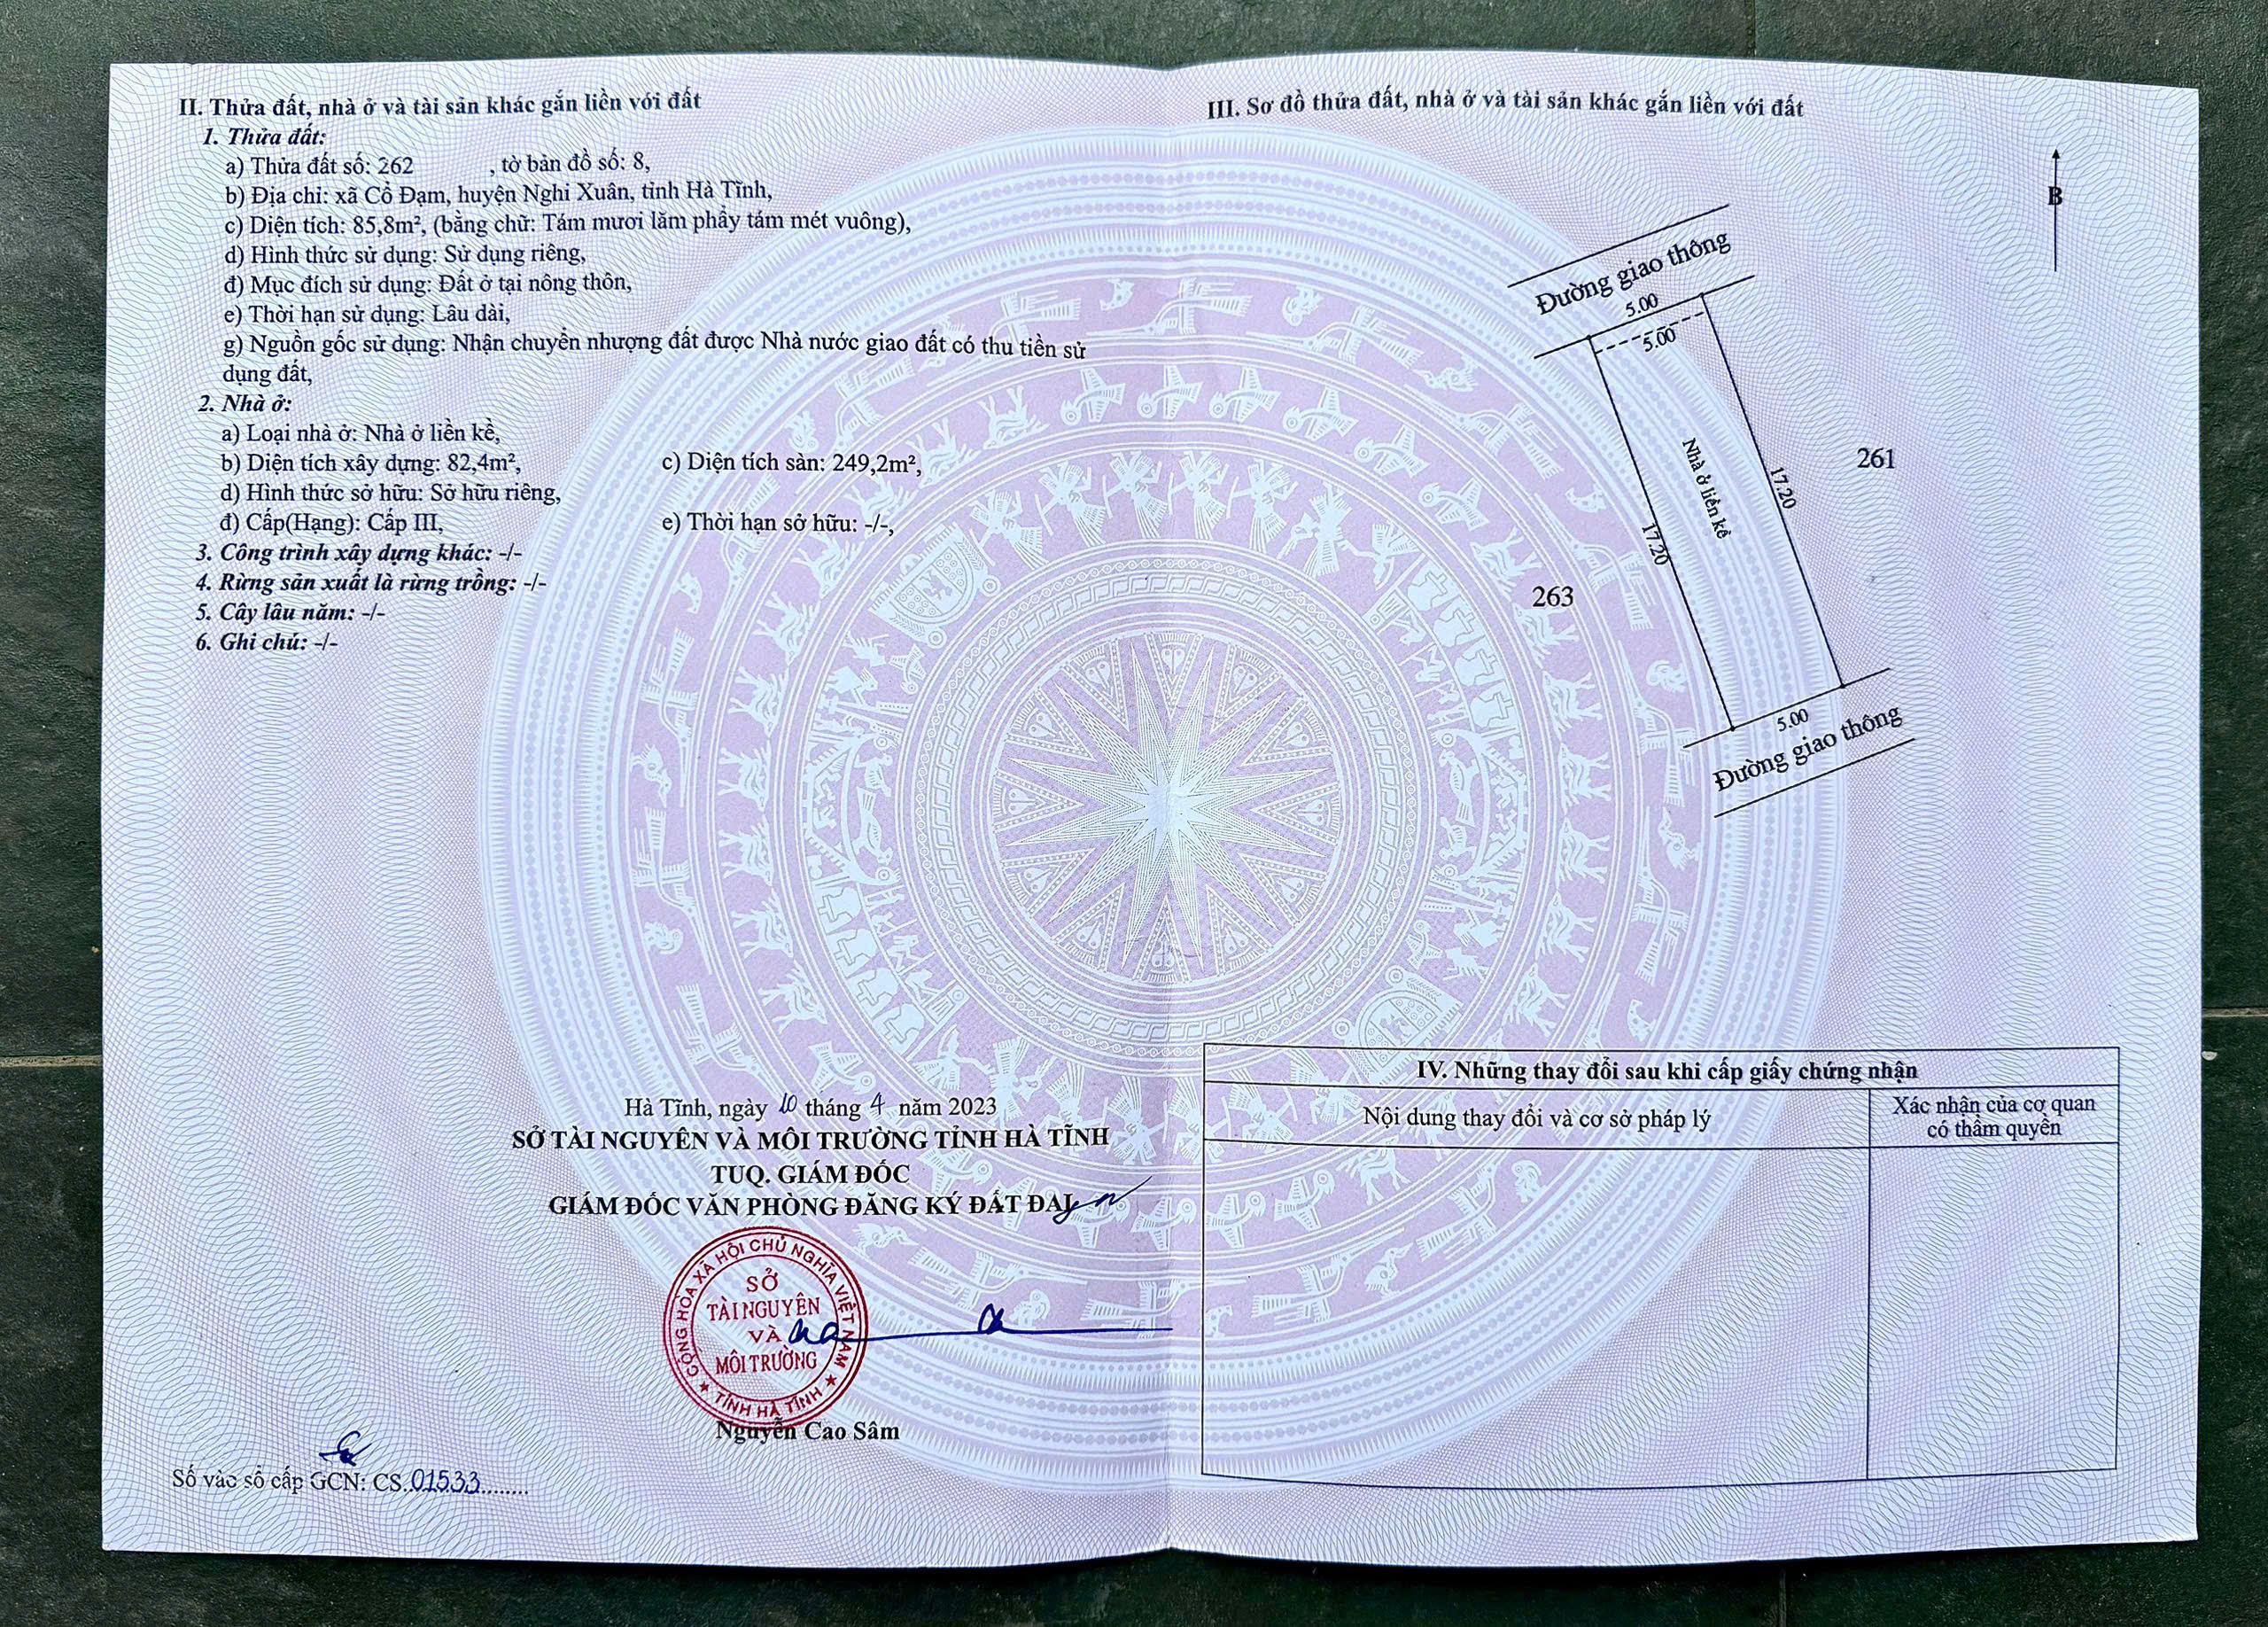 II. Thửa đất, nhà ở và tài sản khác gắn liền với đất
1. Thửa đất:
a) Thửa đất số: 262 , tờ bản đồ số: 8,
b) Địa chỉ: xã Cổ Đạm, huyện Nghi Xuân, tỉnh Hà Tĩnh,
c) Diện tích: 85,8m², (bằng chữ: Tám mươi lăm phẩy tám mét vuông),
d) Hình thức sử dụng: Sử dụng riêng,
đ) Mục đích sử dụng: Đất ở tại nông thôn,
e) Thời hạn sử dụng: Lâu dài,
g) Nguồn gốc sử dụng: Nhận chuyển nhượng đất được Nhà nước giao đất có thu tiền sử
dụng đất,
2. Nhà ở:
a) Loại nhà ở: Nhà ở liền kề,
b) Diện tích xây dựng: 82,4m², c) Diện tích sàn: 249,2m²,
d) Hình thức sở hữu: Sở hữu riêng,
đ) Cấp(Hạng): Cấp III, e) Thời hạn sở hữu: -/-,
3. Công trình xây dựng khác: -/-
4. Rừng sản xuất là rừng trồng: -/-
5. Cây lâu năm: -/-
6. Ghi chú: -/-
Hà Tĩnh, ngày 10 tháng 4 năm 2023
SỞ TÀI NGUYÊN VÀ MÔI TRƯỜNG TỈNH HÀ TĨNH
TUQ. GIÁM ĐỐC
GIÁM ĐỐC VĂN PHÒNG ĐĂNG KÝ ĐẤT ĐAI
CỘNG HÒA XÃ HỘI CHỦ NGHĨA VIỆT NAM
SỞ
TÀI NGUYÊN
VÀ
MÔI TRƯỜNG
★ TỈNH HÀ TĨNH ★
Nguyễn Cao Sâm
Số vào sổ cấp GCN: CS.01533........
III. Sơ đồ thửa đất, nhà ở và tài sản khác gắn liền với đất
B
Đường giao thông
5.00
5.00
Nhà ở liền kề
17.20
17.20
261
263
5.00
Đường giao thông
IV. Những thay đổi sau khi cấp giấy chứng nhận
Nội dung thay đổi và cơ sở pháp lý
Xác nhận của cơ quan
có thẩm quyền